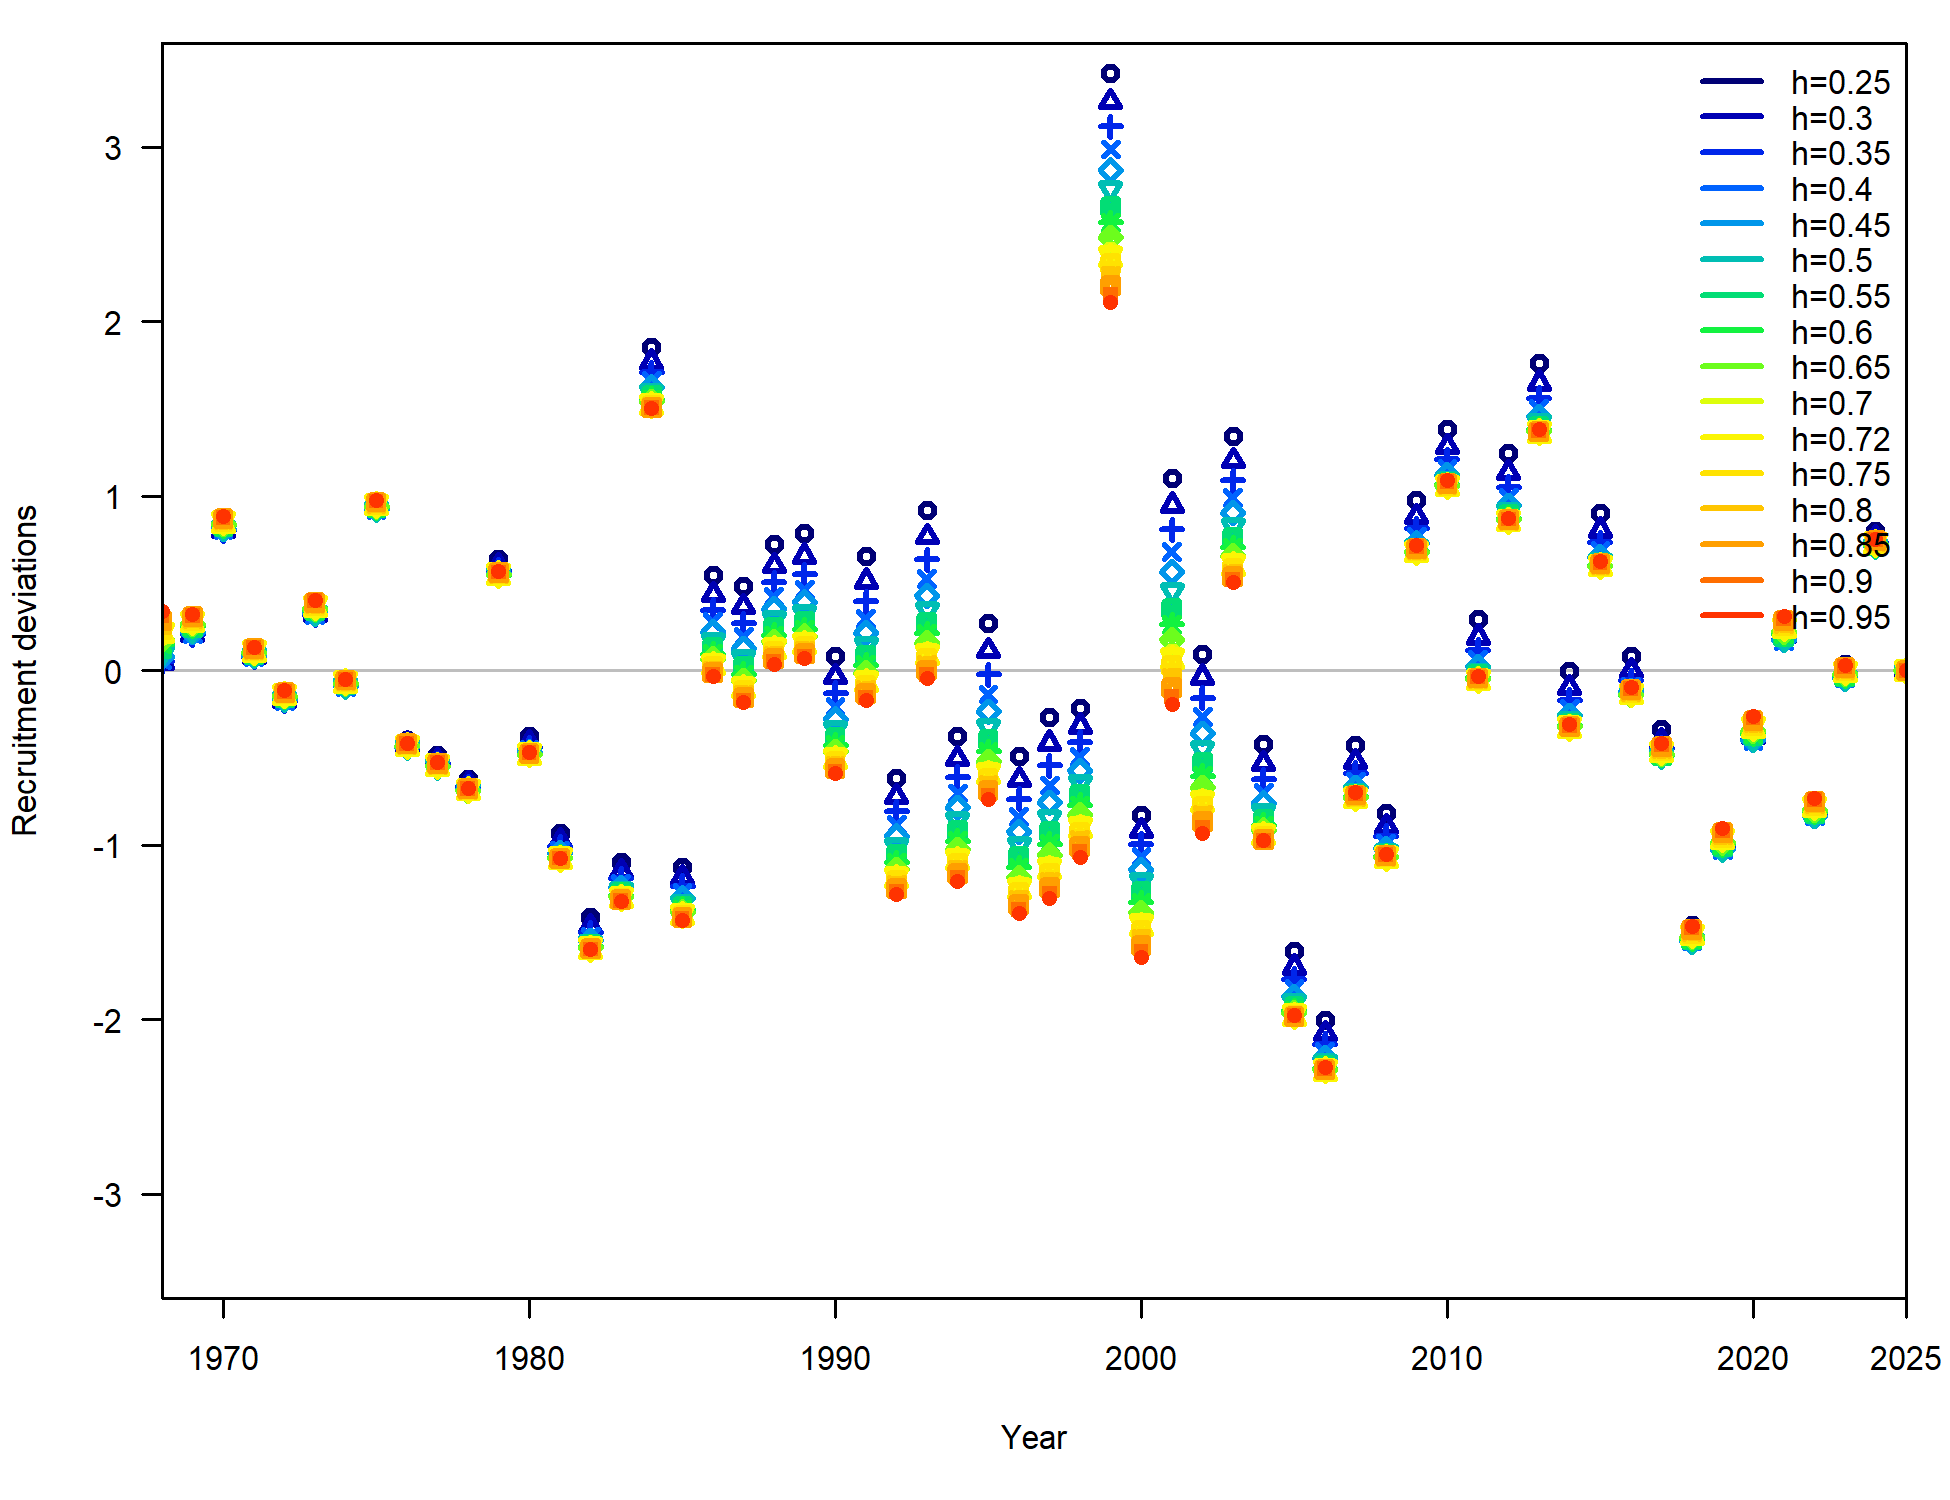 h=0.25
h=0.3
h=0.35
h=0.4
h=0.45
h=0.5
h=0.55
h=0.6
h=0.65
h=0.7
h=0.72
h=0.75
h=0.8
h=0.85
h=0.9
h=0.95
3
2
1
0
-1
-2
-3
Recruitment deviations
1970 1980 1990 2000 2010 2020 2025
Year